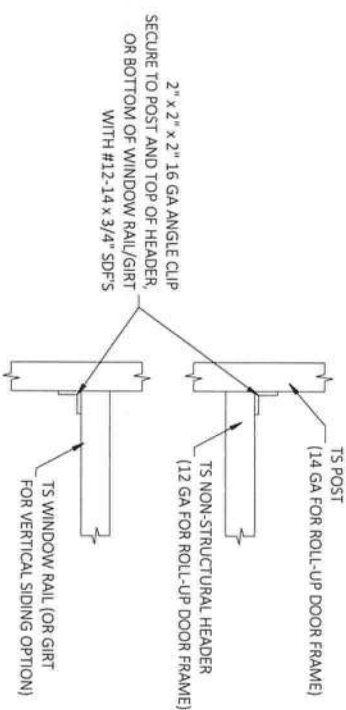 2" x 2" x 2" 16 GA ANGLE CLIP
SECURE TO POST AND TOP OF HEADER,
OR BOTTOM OF WINDOW RAIL/GIRT
WITH #12-14 x 3/4" SDF'S
TS POST
(14 GA FOR ROLL-UP DOOR FRAME)
TS NON-STRUCTURAL HEADER
(12 GA FOR ROLL-UP DOOR FRAME)
TS WINDOW RAIL (OR GIRT
FOR VERTICAL SIDING OPTION)